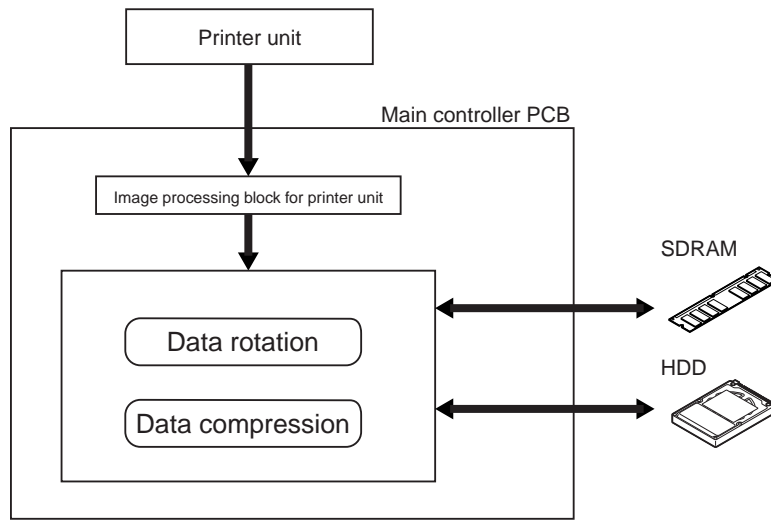 Printer unit
Main controller PCB
Image processing block for printer unit
SDRAM
Data rotation
HDD
Data compression